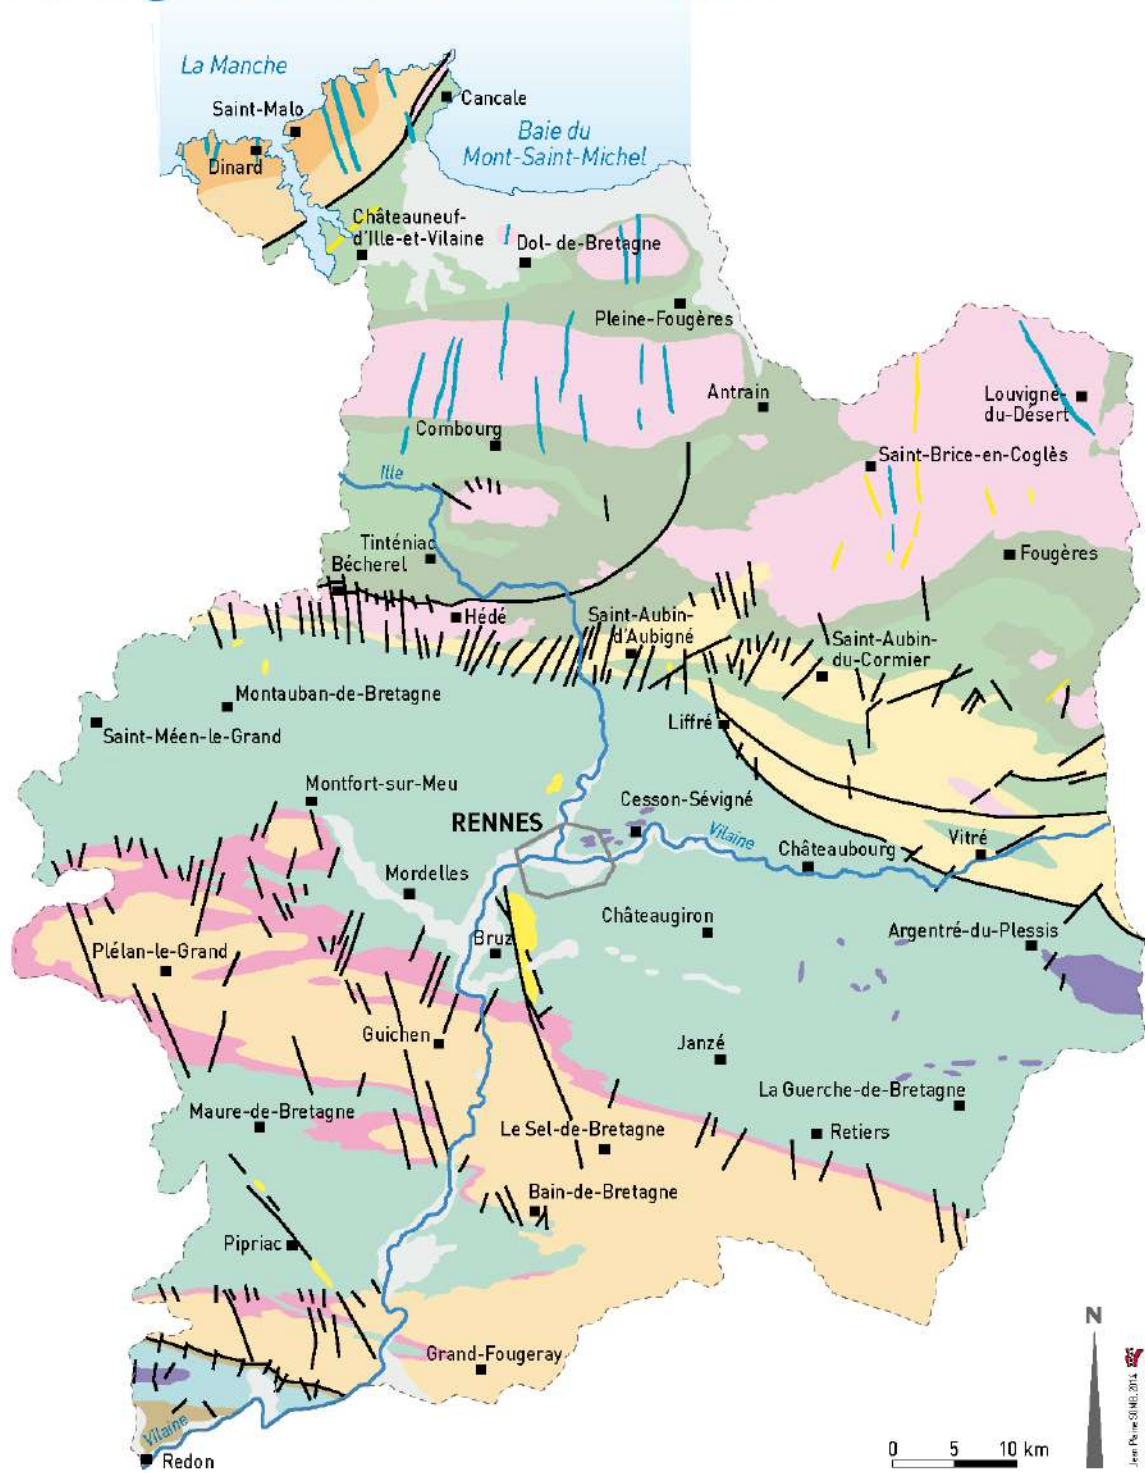 La Manche
Saint-Malo
Cancale
Baie du
Mont-Saint-Michel
Dinard
Châteauneuf-
d'Ille-et-Vilaine
Dol-de-Bretagne
Pleine-Fougères
Antrain
Louvigné-
du-Désert
Combourg
Saint-Brice-en-Coglès
Ille
Tinténiac
Bécherel
Fougères
Hédé
Saint-Aubin-
d'Aubigné
Saint-Aubin-
du-Cormier
Montauban-de-Bretagne
Liffré
Saint-Méen-le-Grand
Montfort-sur-Meu
Cesson-Sévigné
RENNES
Vilaine
Vitré
Châteaubourg
Mordelles
Châteaugiron
Argentré-du-Plessis
Bruz
Plélan-le-Grand
Guichen
Janzé
La Guerche-de-Bretagne
Maure-de-Bretagne
Le Sel-de-Bretagne
Retiers
Bain-de-Bretagne
Pipriac
N
Grand-Fougeray
Vilaine
0 5 10 km
Redon
Jean Plaine SGMB, 2014